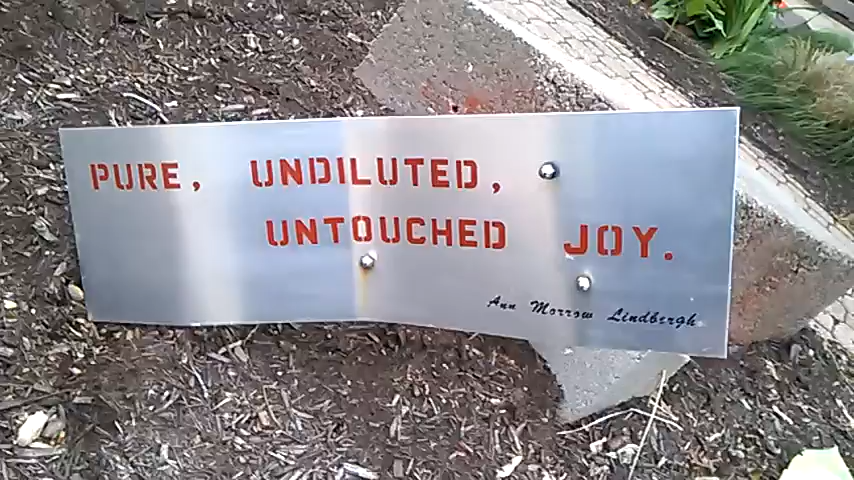 PURE, UNDILUTED,
UNTOUCHED JOY.
Ann Morrow Lindbergh